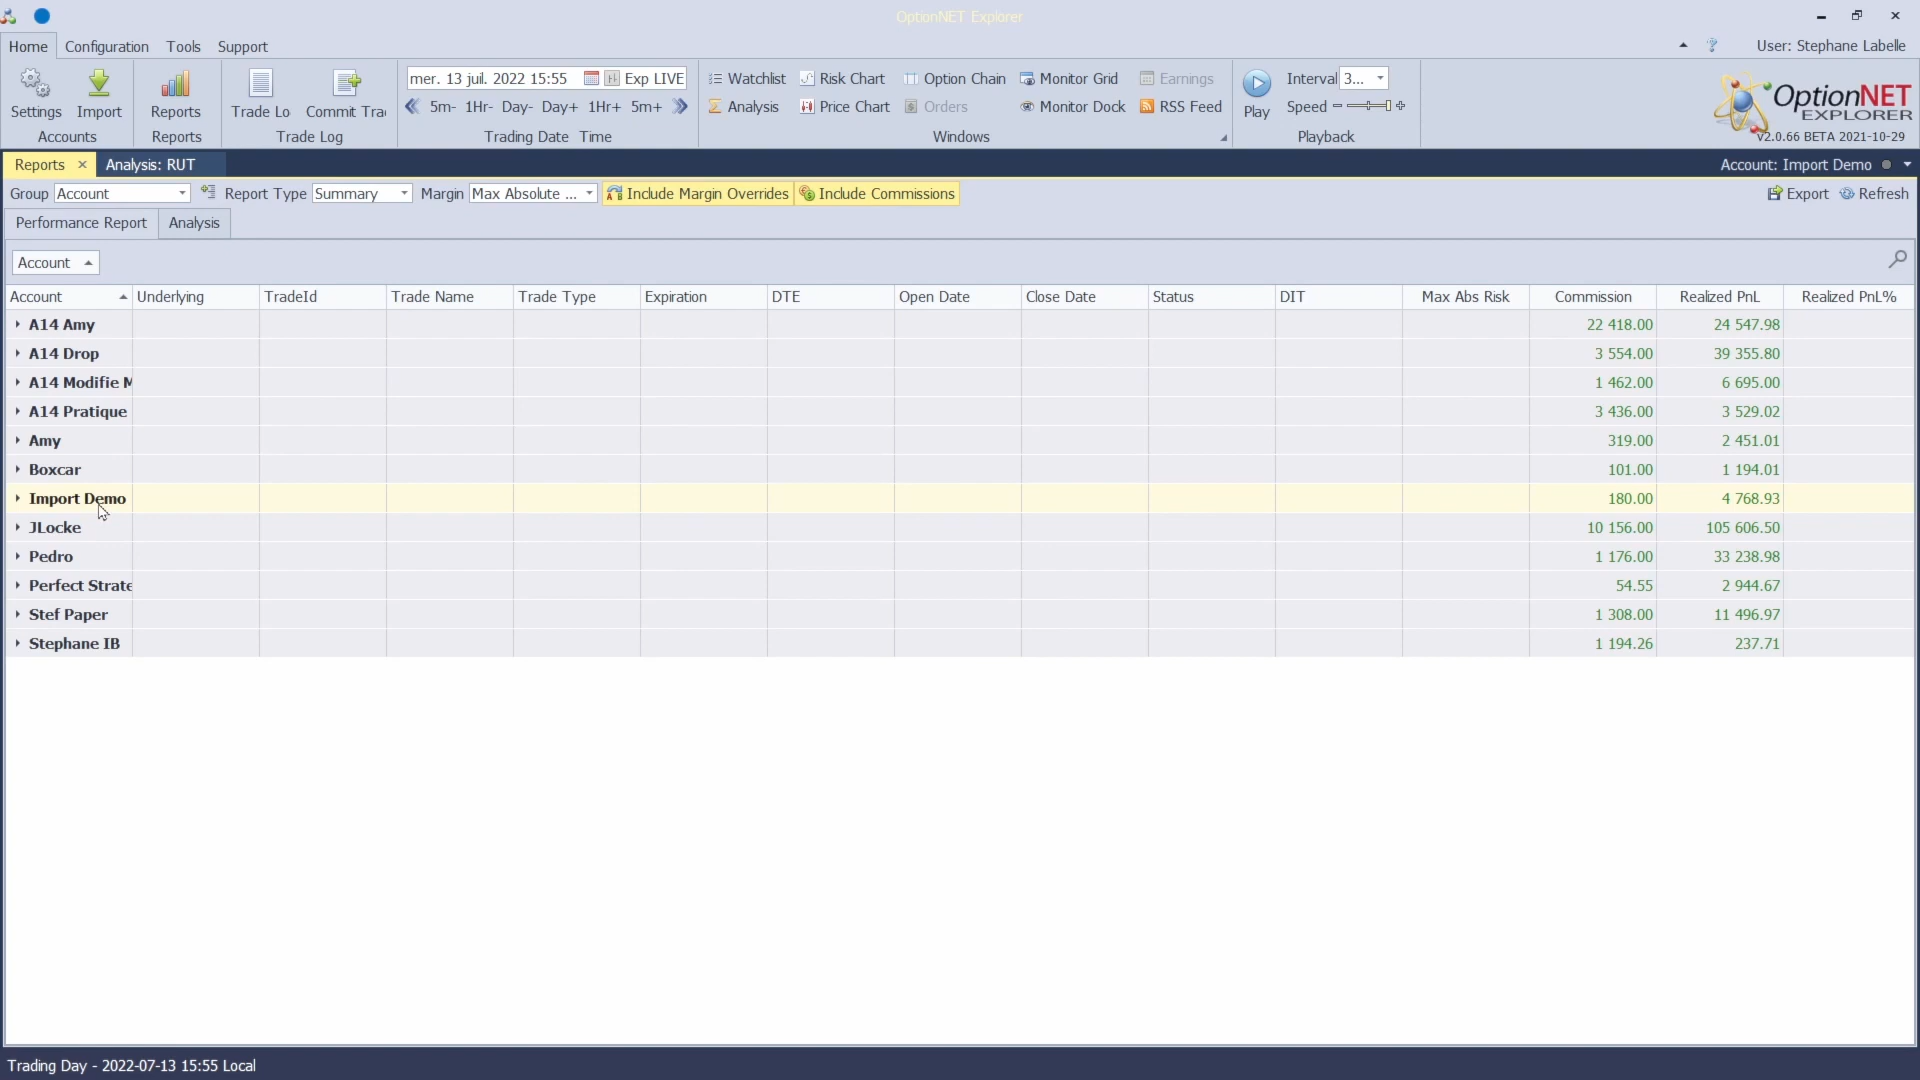 OptionNET Explorer
Home Configuration Tools Support User: Stephane Labelle
mer. 13 juil. 2022 15:55 Exp LIVE Watchlist Risk Chart Option Chain Monitor Grid Earnings Interval 3...
Settings Import Reports Trade Lo Commit Tra 5m- 1Hr- Day- Day+ 1Hr+ 5m+ Analysis Price Chart Orders Monitor Dock RSS Feed Play Speed
OptionNET
EXPLORER
Accounts Reports Trade Log Trading Date Time Windows Playback v2.0.66 BETA 2021-10-29
Reports Analysis: RUT Account: Import Demo
Group Account Report Type Summary Margin Max Absolute ... Include Margin Overrides Include Commissions Export Refresh
Performance Report Analysis
Account
Account Underlying TradeId Trade Name Trade Type Expiration DTE Open Date Close Date Status DIT Max Abs Risk Commission Realized PnL Realized PnL%
A14 Amy 22 418.00 24 547.98
A14 Drop 3 554.00 39 355.80
A14 Modifie M 1 462.00 6 695.00
A14 Pratique 3 436.00 3 529.02
Amy 319.00 2 451.01
Boxcar 101.00 1 194.01
Import Demo 180.00 4 768.93
JLocke 10 156.00 105 606.50
Pedro 1 176.00 33 238.98
Perfect Strate 54.55 2 944.67
Stef Paper 1 308.00 11 496.97
Stephane IB 1 194.26 237.71
Trading Day - 2022-07-13 15:55 Local